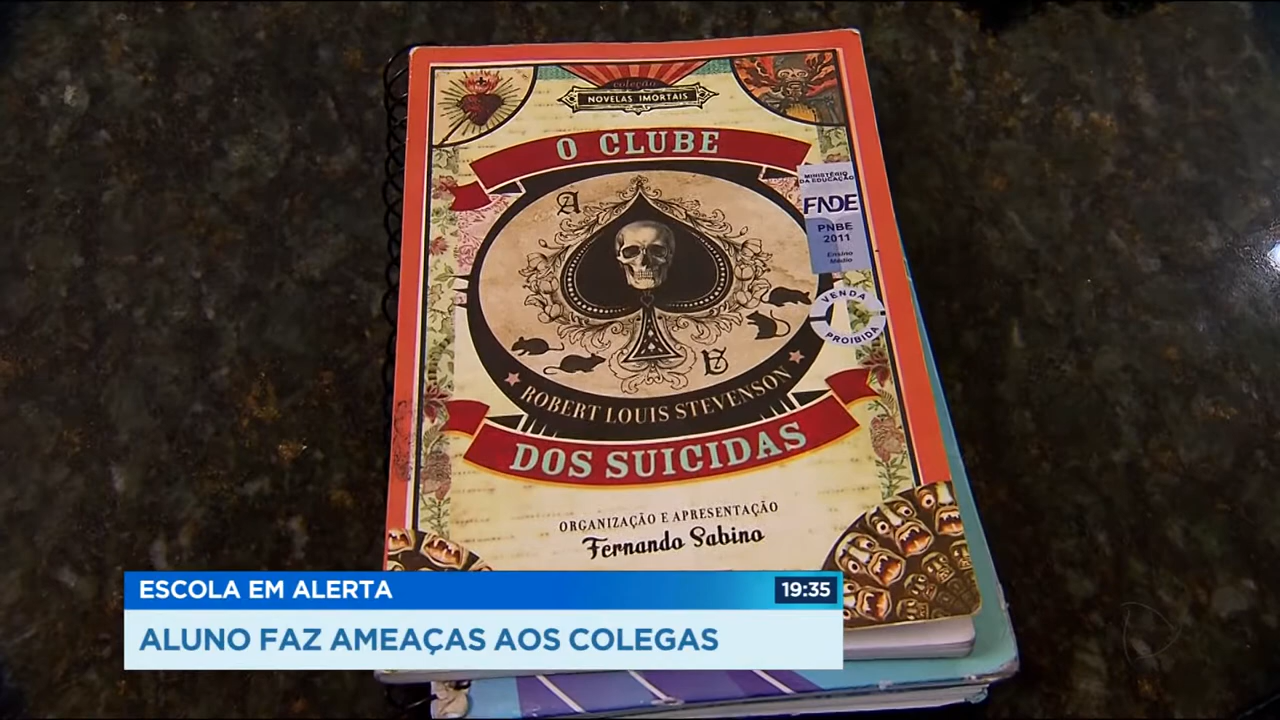 coleção
NOVELAS IMORTAIS
O CLUBE
A
MINISTÉRIO
DA EDUCAÇÃO
FNDE
PNBE
2011
Ensino
Médio
VENDA
PROIBIDA
ROBERT LOUIS STEVENSON
DOS SUICIDAS
ORGANIZAÇÃO E APRESENTAÇÃO
Fernando Sabino
ESCOLA EM ALERTA
19:35
ALUNO FAZ AMEAÇAS AOS COLEGAS